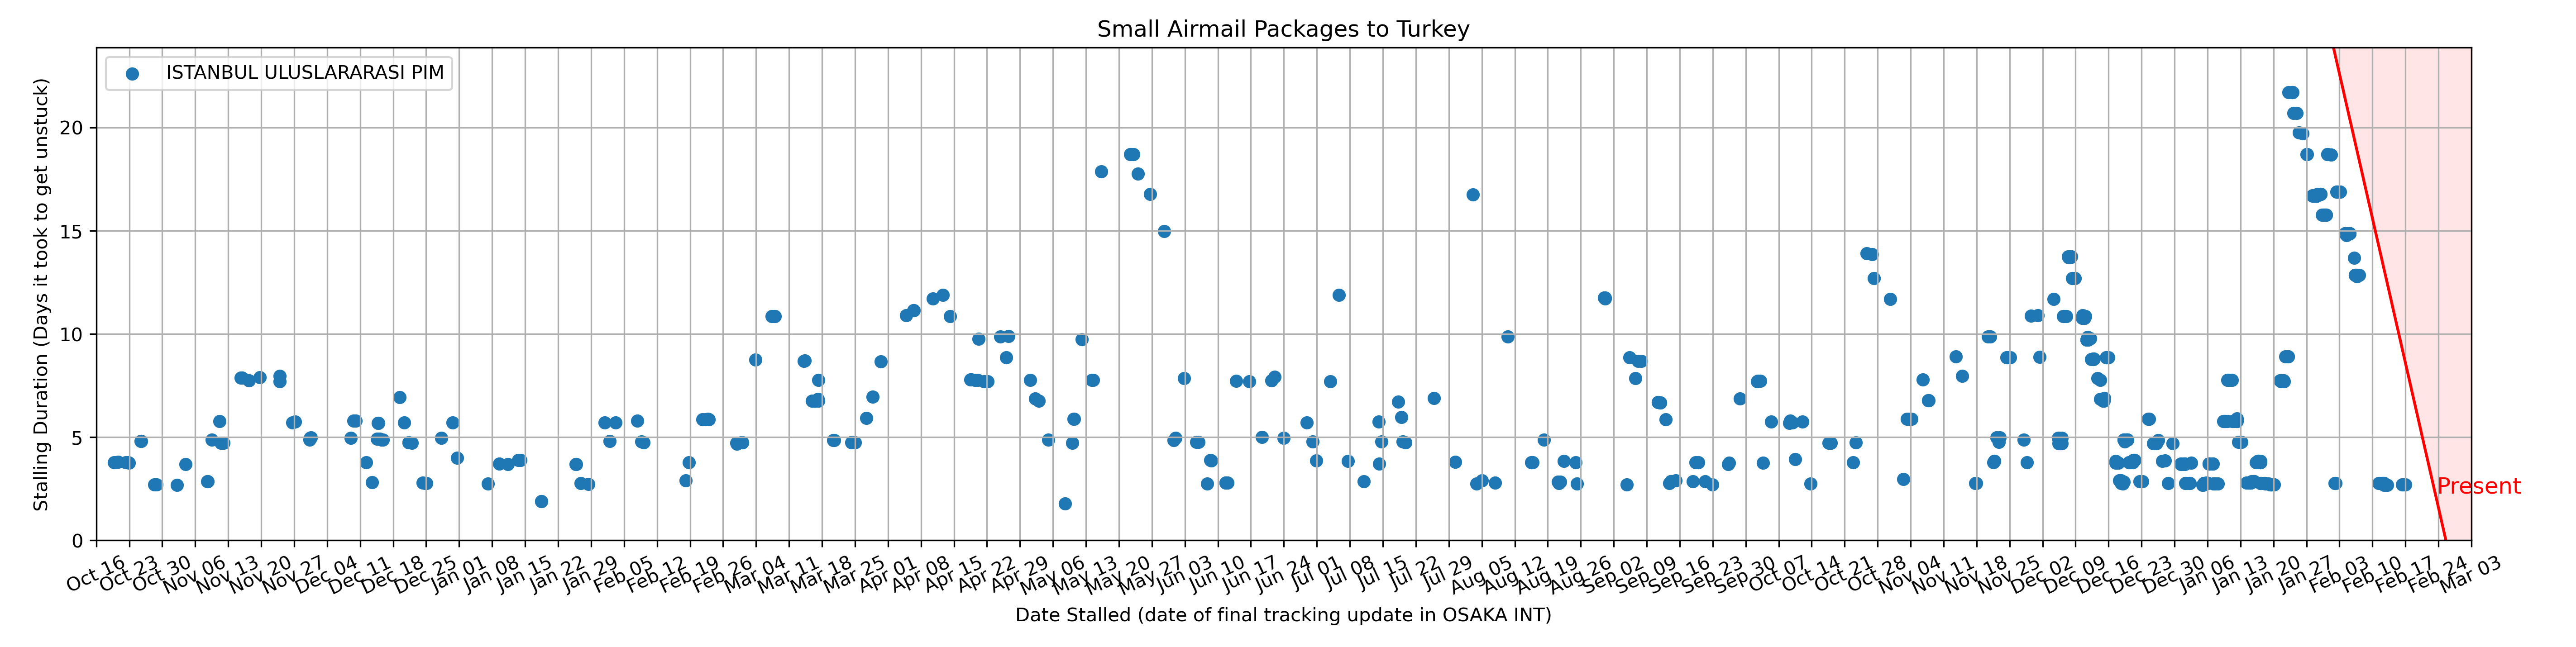 Small Airmail Packages to Turkey
ISTANBUL ULUSLARARASI PIM
Stalling Duration (Days it took to get unstuck)
20
15
10
5
0
Present
Oct 16 Oct 23 Oct 30 Nov 06 Nov 13 Nov 20 Nov 27 Dec 04 Dec 11 Dec 18 Dec 25 Jan 01 Jan 08 Jan 15 Jan 22 Jan 29 Feb 05 Feb 12 Feb 19 Feb 26 Mar 04 Mar 11 Mar 18 Mar 25 Apr 01 Apr 08 Apr 15 Apr 22 Apr 29 May 06 May 13 May 20 May 27 Jun 03 Jun 10 Jun 17 Jun 24 Jul 01 Jul 08 Jul 15 Jul 22 Jul 29 Aug 05 Aug 12 Aug 19 Aug 26 Sep 02 Sep 09 Sep 16 Sep 23 Sep 30 Oct 07 Oct 14 Oct 21 Oct 28 Nov 04 Nov 11 Nov 18 Nov 25 Dec 02 Dec 09 Dec 16 Dec 23 Dec 30 Jan 06 Jan 13 Jan 20 Jan 27 Feb 03 Feb 10 Feb 17 Feb 24 Mar 03
Date Stalled (date of final tracking update in OSAKA INT)